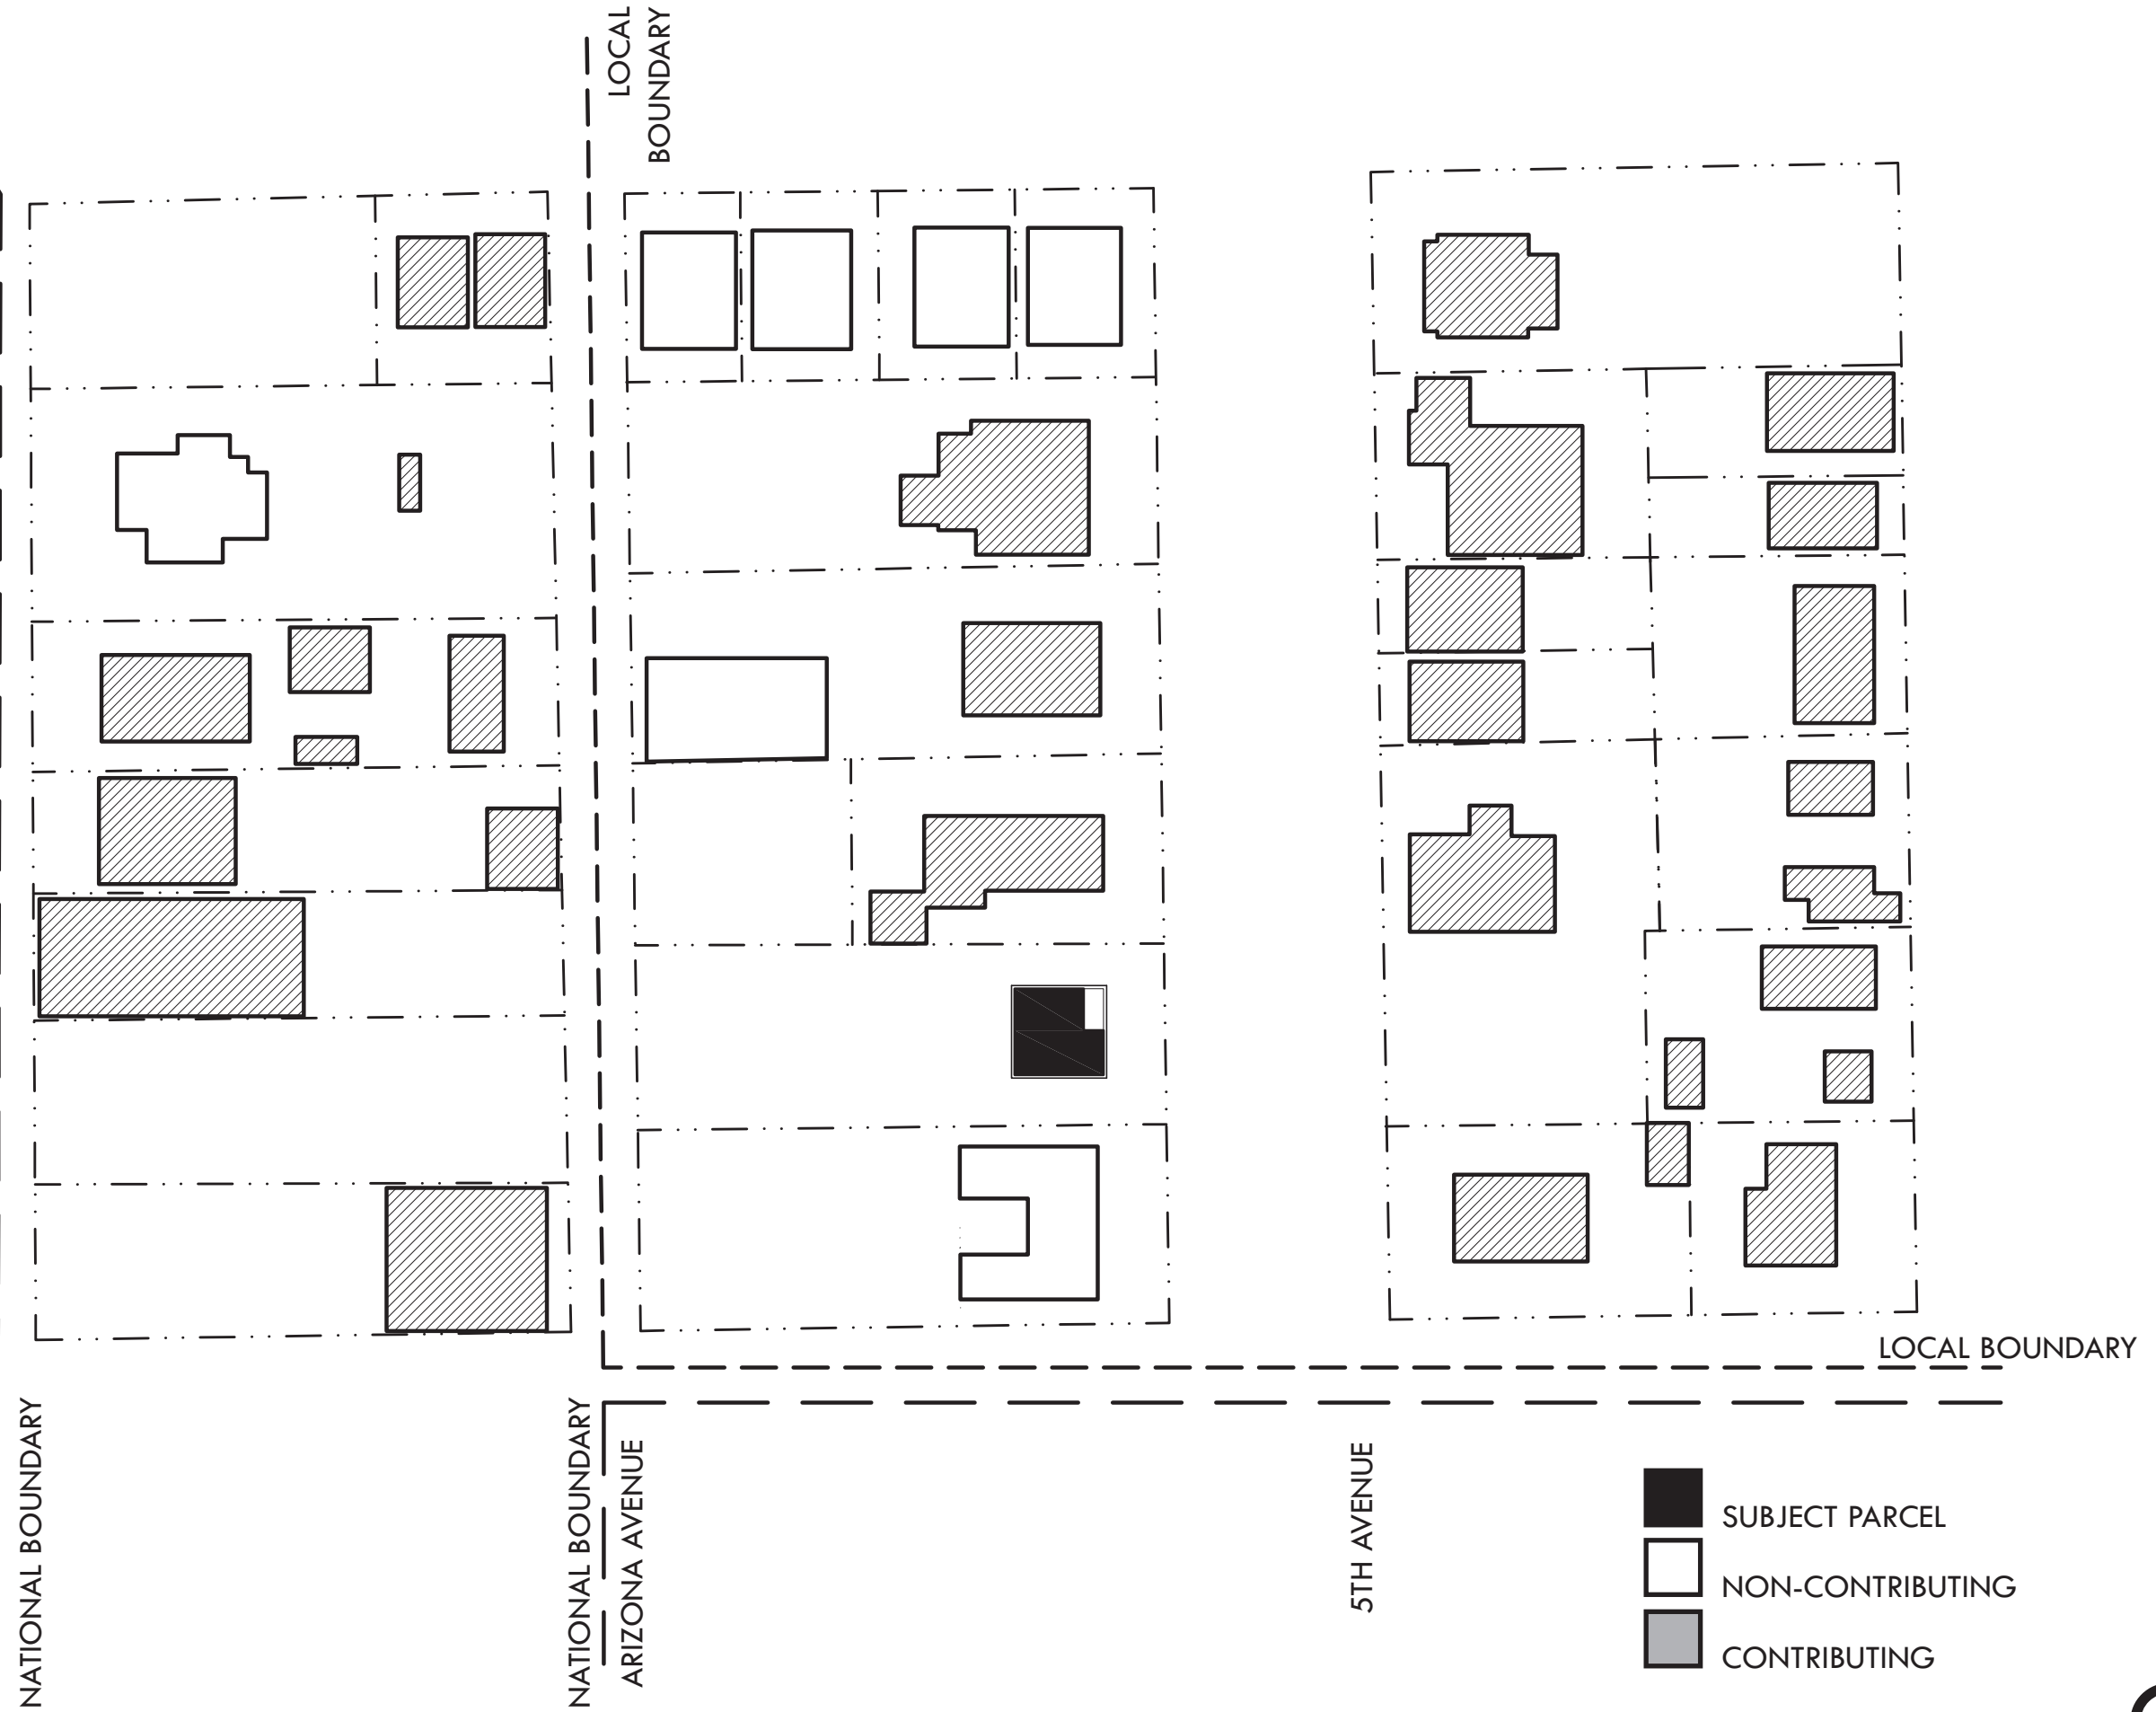 LOCAL
BOUNDARY
LOCAL BOUNDARY
NATIONAL BOUNDARY
NATIONAL BOUNDARY
ARIZONA AVENUE
5TH AVENUE
SUBJECT PARCEL
NON-CONTRIBUTING
CONTRIBUTING